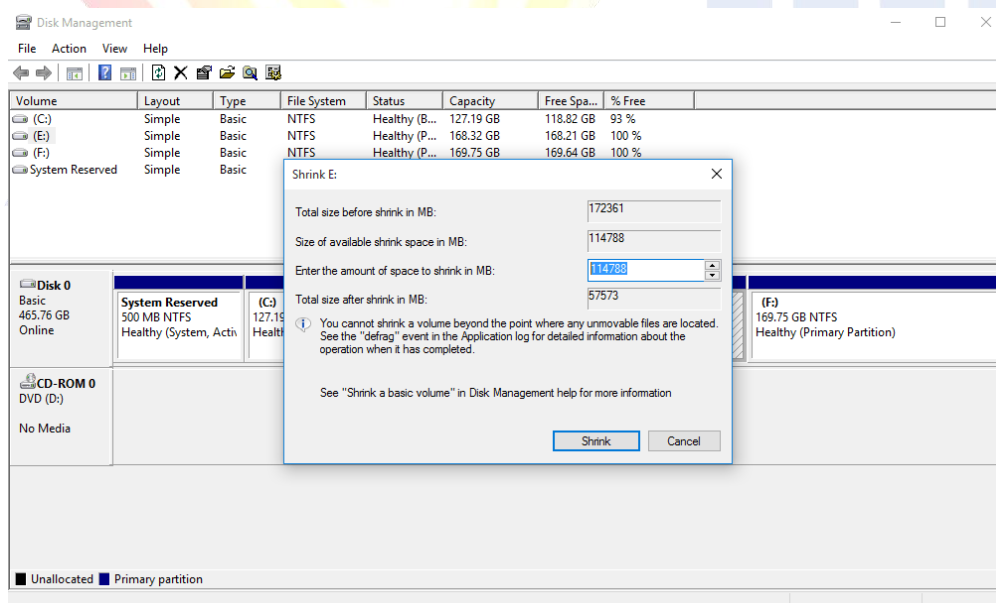 Disk Management
File Action View Help
Volume Layout Type File System Status Capacity Free Spa... % Free
(C:) Simple Basic NTFS Healthy (B... 127.19 GB 118.82 GB 93 %
(E:) Simple Basic NTFS Healthy (P... 168.32 GB 168.21 GB 100 %
(F:) Simple Basic NTFS Healthy (P... 169.75 GB 169.64 GB 100 %
System Reserved Simple Basic
Shrink E:
Total size before shrink in MB: 172361
Size of available shrink space in MB: 114788
Enter the amount of space to shrink in MB: 114788
Total size after shrink in MB: 57573
You cannot shrink a volume beyond the point where any unmovable files are located.
See the "defrag" event in the Application log for detailed information about the
operation when it has completed.
See "Shrink a basic volume" in Disk Management help for more information
Shrink Cancel
Disk 0
Basic
465.76 GB
Online
System Reserved
500 MB NTFS
Healthy (System, Activ
(C:)
127.19
Healt
(F:)
169.75 GB NTFS
Healthy (Primary Partition)
CD-ROM 0
DVD (D:)
No Media
Unallocated Primary partition